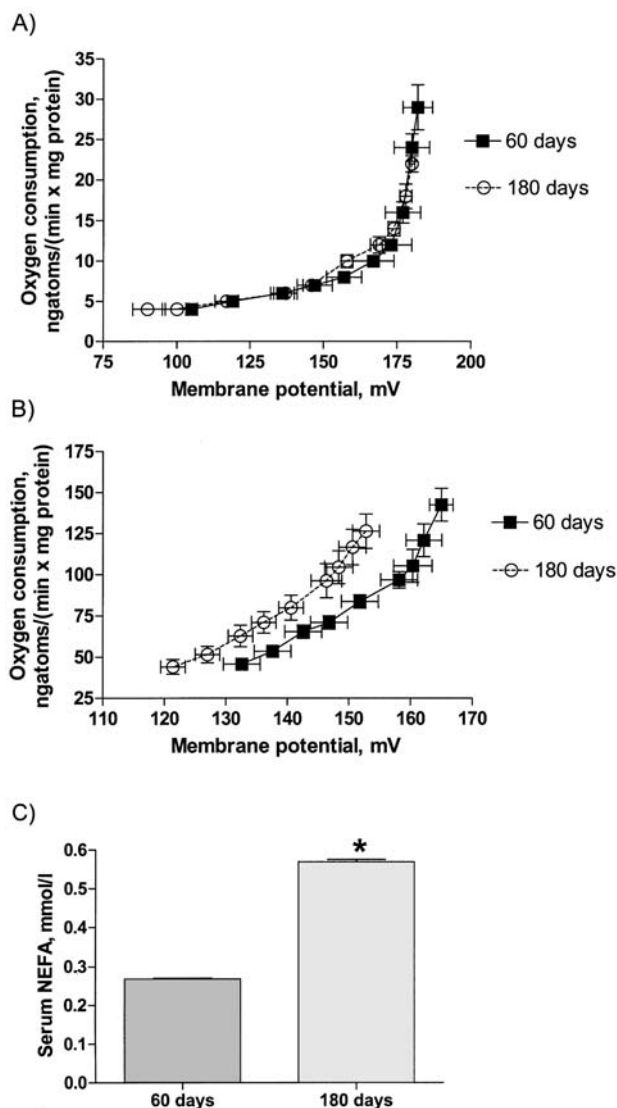 A)
Oxygen consumption,
ngatoms/(min x mg protein)
35
30
25
20
15
10
5
0
75 100 125 150 175 200
Membrane potential, mV
60 days
180 days
B)
Oxygen consumption,
ngatoms/(min x mg protein)
175
150
125
100
75
50
25
110 120 130 140 150 160 170
Membrane potential, mV
60 days
180 days
C)
Serum NEFA, mmol/l
0.6
0.5
0.4
0.3
0.2
0.1
0.0
*
60 days 180 days